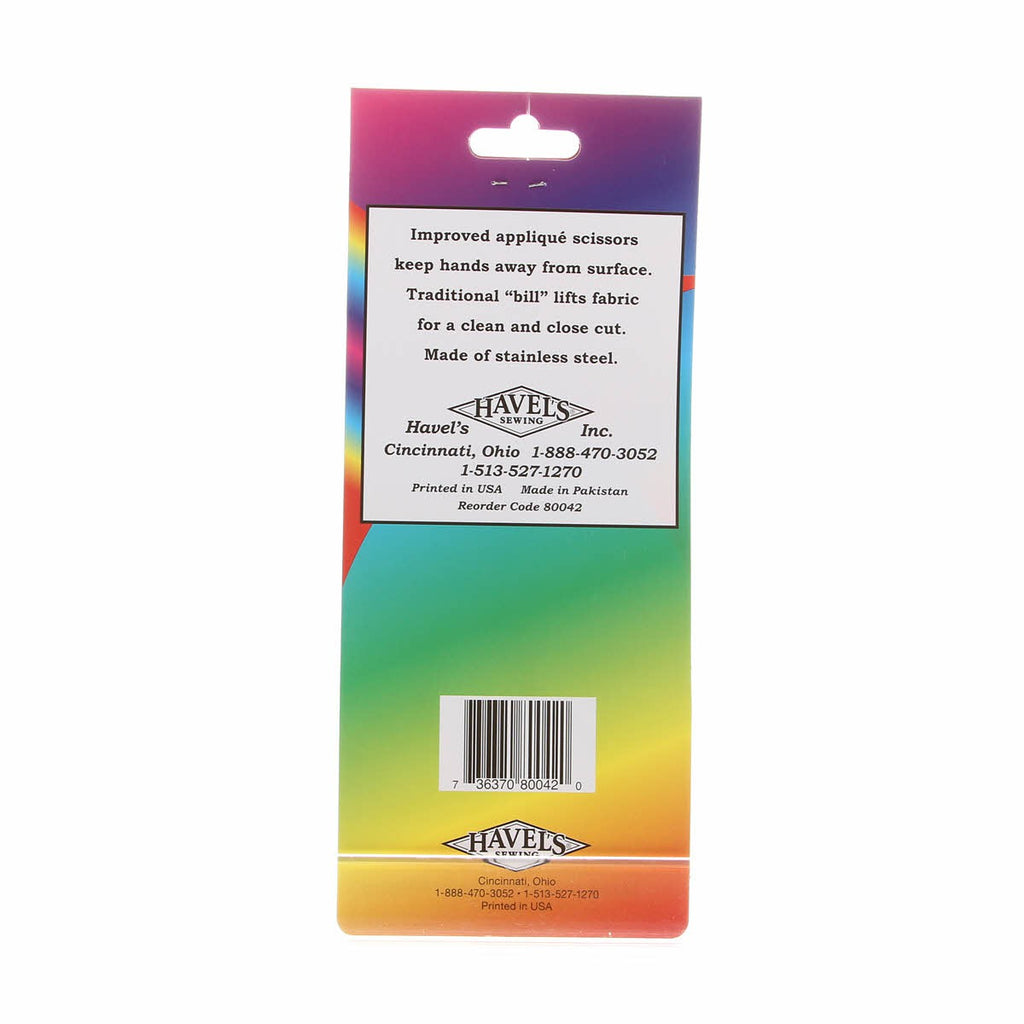 Improved appliqué scissors
keep hands away from surface.
Traditional “bill” lifts fabric
for a clean and close cut.
Made of stainless steel.
HAVEL'S
SEWING
Havel's Inc.
Cincinnati, Ohio 1-888-470-3052
1-513-527-1270
Printed in USA Made in Pakistan
Reorder Code 80042
7 36370 80042 0
HAVEL'S
SEWING
Cincinnati, Ohio
1-888-470-3052 • 1-513-527-1270
Printed in USA